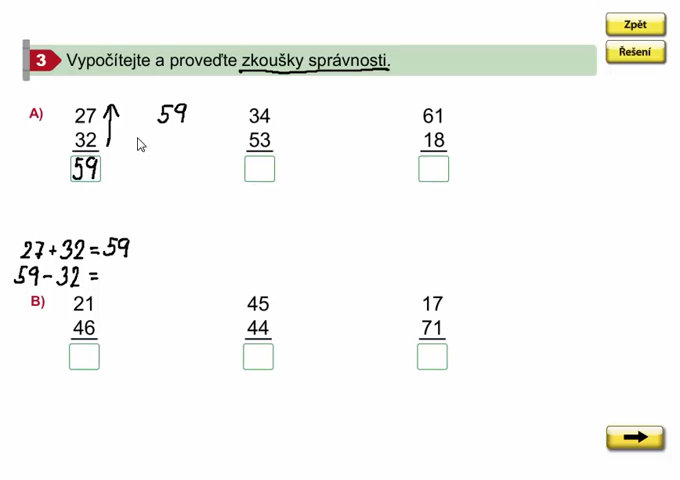 Zpět
3 Vypočítejte a proveďte zkoušky správnosti.
Řešení
A) 27 59 34 61
32 53 18
59
27 + 32 = 59
59 - 32 =
B) 21 45 17
46 44 71